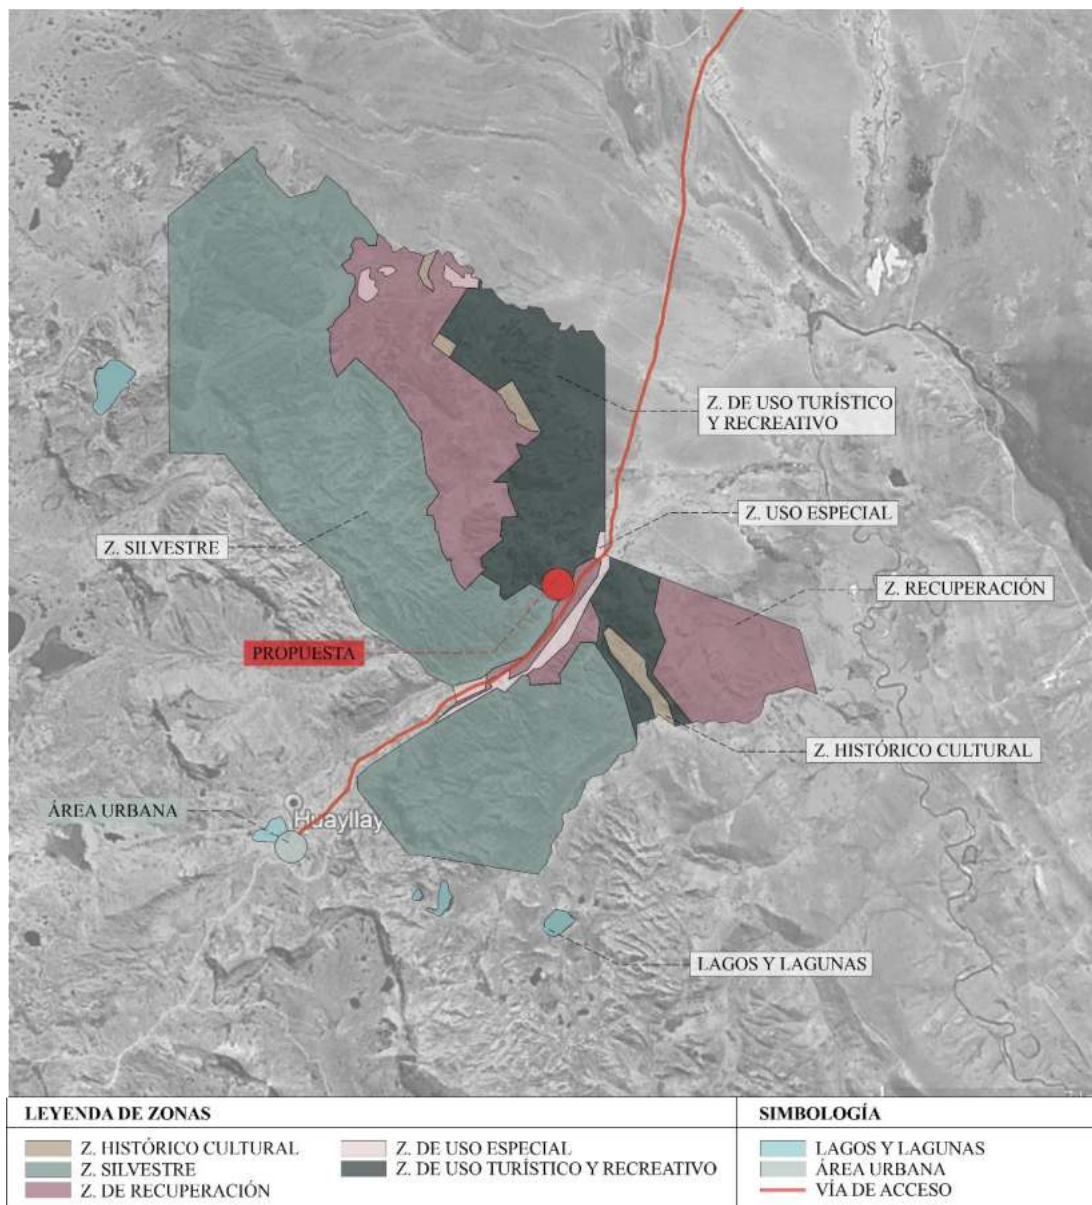 Z. DE USO TURÍSTICO
Y RECREATIVO
Z. USO ESPECIAL
Z. SILVESTRE
Z. RECUPERACIÓN
PROPUESTA
Z. HISTÓRICO CULTURAL
ÁREA URBANA
Huayllay
LAGOS Y LAGUNAS
LEYENDA DE ZONAS
Z. HISTÓRICO CULTURAL
Z. SILVESTRE
Z. DE RECUPERACIÓN
Z. DE USO ESPECIAL
Z. DE USO TURÍSTICO Y RECREATIVO
SIMBOLOGÍA
LAGOS Y LAGUNAS
ÁREA URBANA
VÍA DE ACCESO